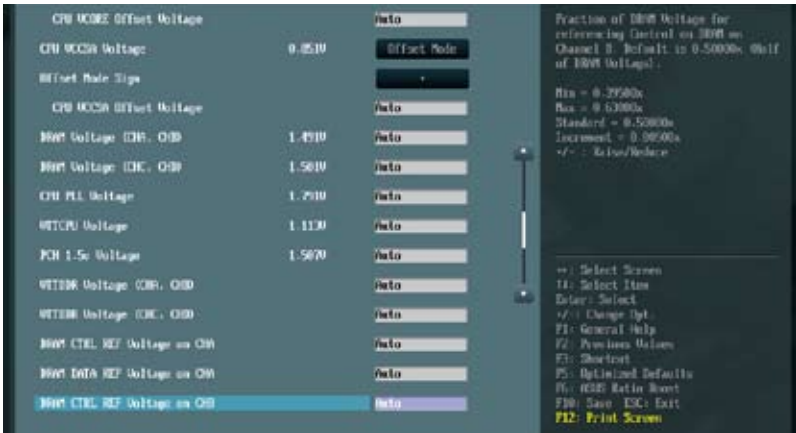 CPU VCORE Offset Voltage Auto
CPU VCCSA Voltage 0.851V Offset Mode
Offset Mode Sign +
CPU VCCSA Offset Voltage Auto
DRAM Voltage (CHA, CHB) 1.491V Auto
DRAM Voltage (CHC, CHD) 1.501V Auto
CPU PLL Voltage 1.791V Auto
VTTCPU Voltage 1.113V Auto
PCH 1.5v Voltage 1.507V Auto
VTTDDR Voltage (CHA, CHB) Auto
VTTDDR Voltage (CHC, CHD) Auto
DRAM CTRL REF Voltage on CHA Auto
DRAM DATA REF Voltage on CHA Auto
DRAM CTRL REF Voltage on CHB Auto
Fraction of DRAM Voltage for
referencing Control on DRAM on
Channel B. Default is 0.50000x (Half
of DRAM Voltage).
Min = 0.39500x
Max = 0.63000x
Standard = 0.50000x
Increment = 0.00500x
+/- : Raise/Reduce
→←: Select Screen
↑↓: Select Item
Enter: Select
+/-: Change Opt.
F1: General Help
F2: Previous Values
F3: Shortcut
F5: Optimized Defaults
F6: ASUS Ratio Boost
F10: Save ESC: Exit
F12: Print Screen